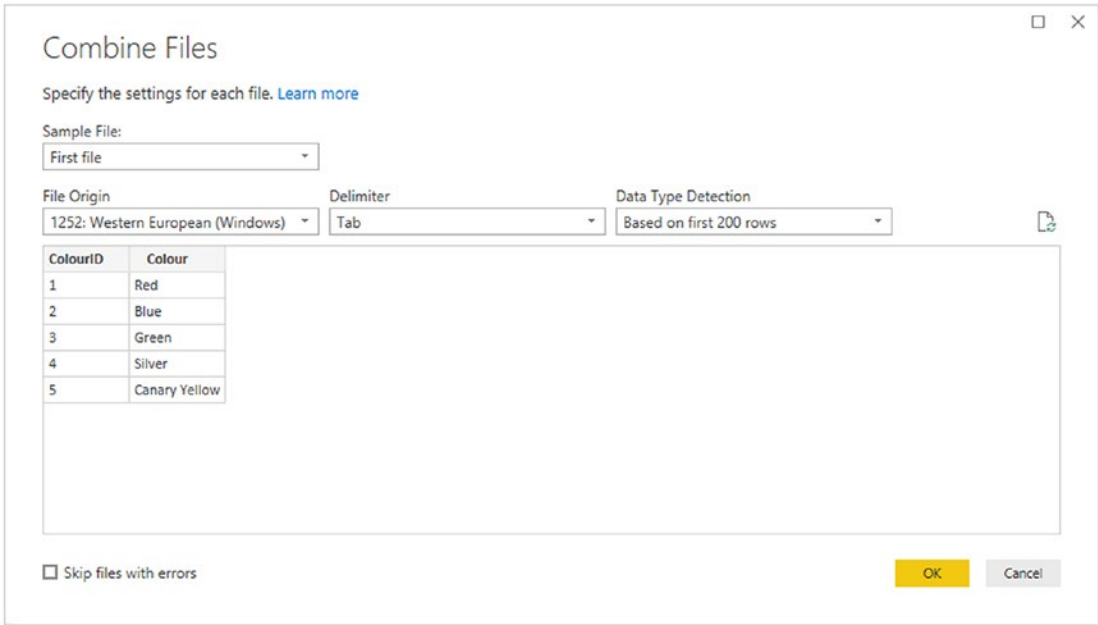 Combine Files
Specify the settings for each file. Learn more
Sample File:
First file
File Origin Delimiter Data Type Detection
1252: Western European (Windows) Tab Based on first 200 rows
ColourID Colour
1 Red
2 Blue
3 Green
4 Silver
5 Canary Yellow
Skip files with errors OK Cancel